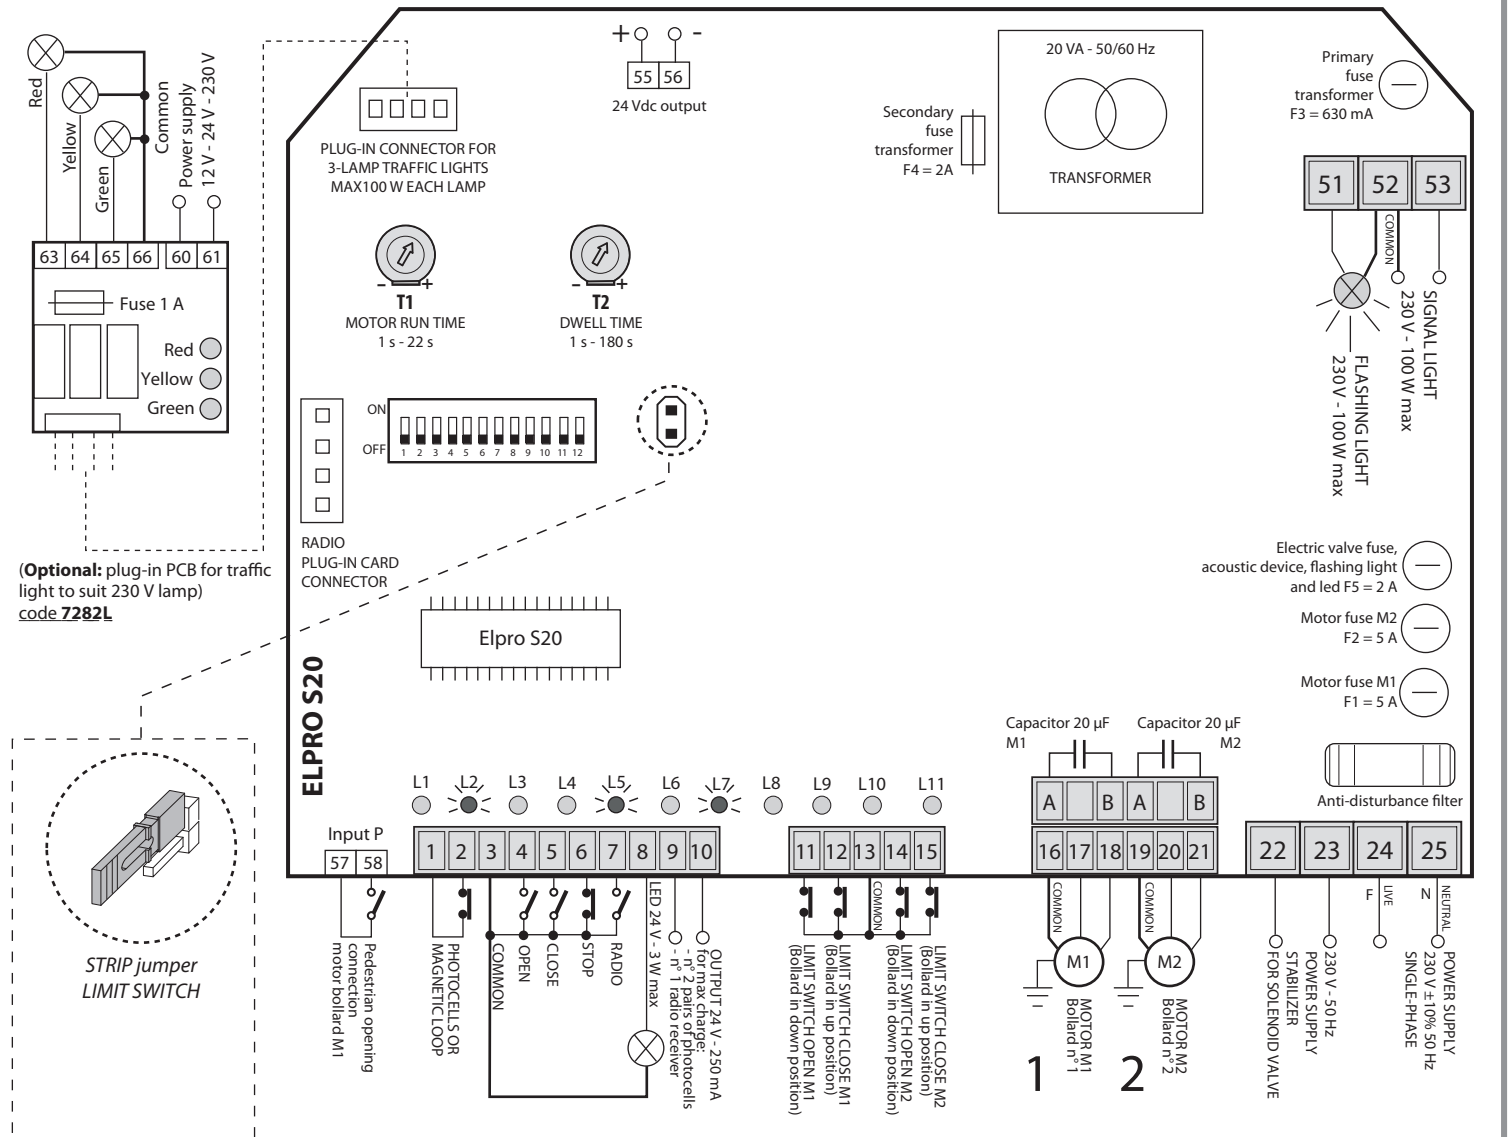 Red
Yellow
Green
Common
Power supply
12 V - 24 V - 230 V
63 64 65 66 60 61
Fuse 1 A
Red
Yellow
Green
(Optional: plug-in PCB for traffic
light to suit 230 V lamp)
code 7282L
STRIP jumper
LIMIT SWITCH
PLUG-IN CONNECTOR FOR
3-LAMP TRAFFIC LIGHTS
MAX100 W EACH LAMP
+ -
55 56
24 Vdc output
20 VA - 50/60 Hz
TRANSFORMER
Secondary
fuse
transformer
F4 = 2A
Primary
fuse
transformer
F3 = 630 mA
51 52 53
COMMON
FLASHING LIGHT
230 V - 100 W max
SIGNAL LIGHT
230 V - 100 W max
- +
T1
MOTOR RUN TIME
1 s - 22 s
- +
T2
DWELL TIME
1 s - 180 s
ON
OFF
1 2 3 4 5 6 7 8 9 10 11 12
RADIO
PLUG-IN CARD
CONNECTOR
Elpro S20
ELPRO S20
Electric valve fuse,
acoustic device, flashing light
and led F5 = 2 A
Motor fuse M2
F2 = 5 A
Motor fuse M1
F1 = 5 A
Anti-disturbance filter
Capacitor 20 µF
M1
Capacitor 20 µF
M2
A B A B
L1 L2 L3 L4 L5 L6 L7 L8 L9 L10 L11
Input P
57 58
1 2 3 4 5 6 7 8 9 10
11 12 13 14 15
16 17 18 19 20 21
22 23 24 25
Pedestrian opening
connection
motor bollard M1
PHOTOCELLS OR
MAGNETIC LOOP
COMMON
OPEN
CLOSE
STOP
RADIO
LED 24 V - 3 W max
OUTPUT 24 V - 250 mA
for max charge:
- n° 2 pairs of photocells
- n° 1 radio receiver
COMMON
LIMIT SWITCH OPEN M1
(Bollard in down position)
LIMIT SWITCH CLOSE M1
(Bollard in up position)
LIMIT SWITCH OPEN M2
(Bollard in down position)
LIMIT SWITCH CLOSE M2
(Bollard in up position)
COMMON
M1
MOTOR M1
Bollard n° 1
1
COMMON
M2
MOTOR M2
Bollard n° 2
2
230 V - 50 Hz
POWER SUPPLY
STABILIZER
FOR SOLENOID VALVE
F
LIVE
N
NEUTRAL
POWER SUPPLY
230 V ±10% 50 Hz
SINGLE-PHASE